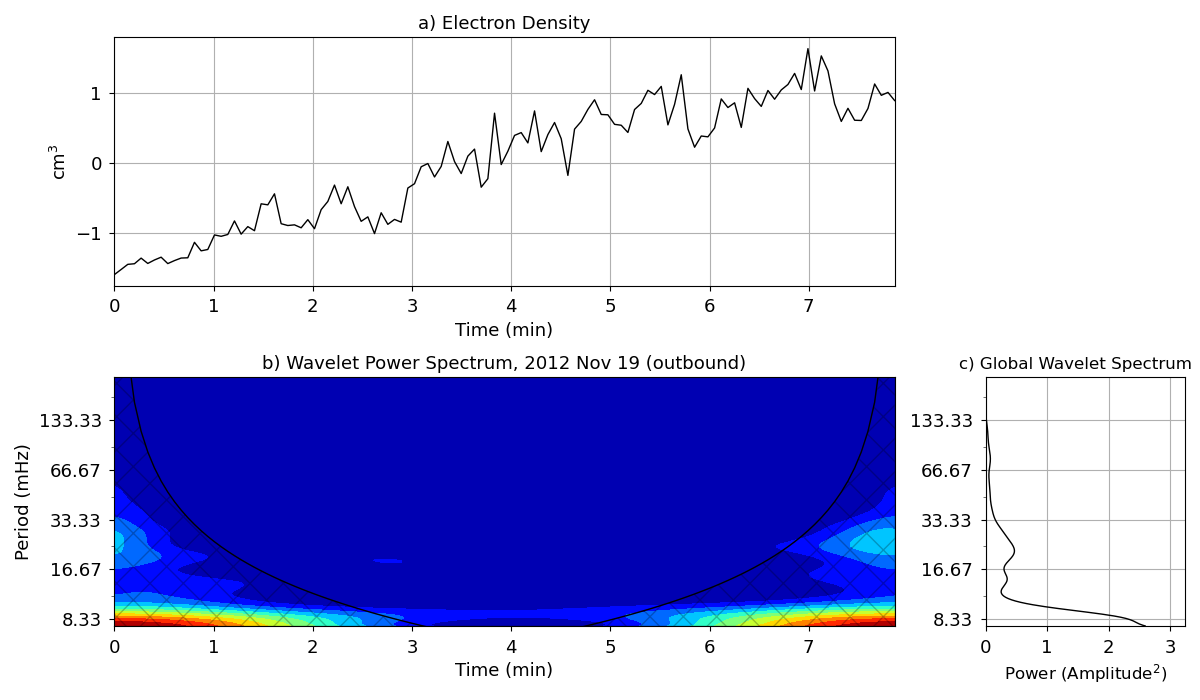 a) Electron Density
cm³
1
0
−1
0 1 2 3 4 5 6 7
Time (min)
b) Wavelet Power Spectrum, 2012 Nov 19 (outbound)
Period (mHz)
133.33
66.67
33.33
16.67
8.33
0 1 2 3 4 5 6 7
Time (min)
c) Global Wavelet Spectrum
133.33
66.67
33.33
16.67
8.33
0 1 2 3
Power (Amplitude²)